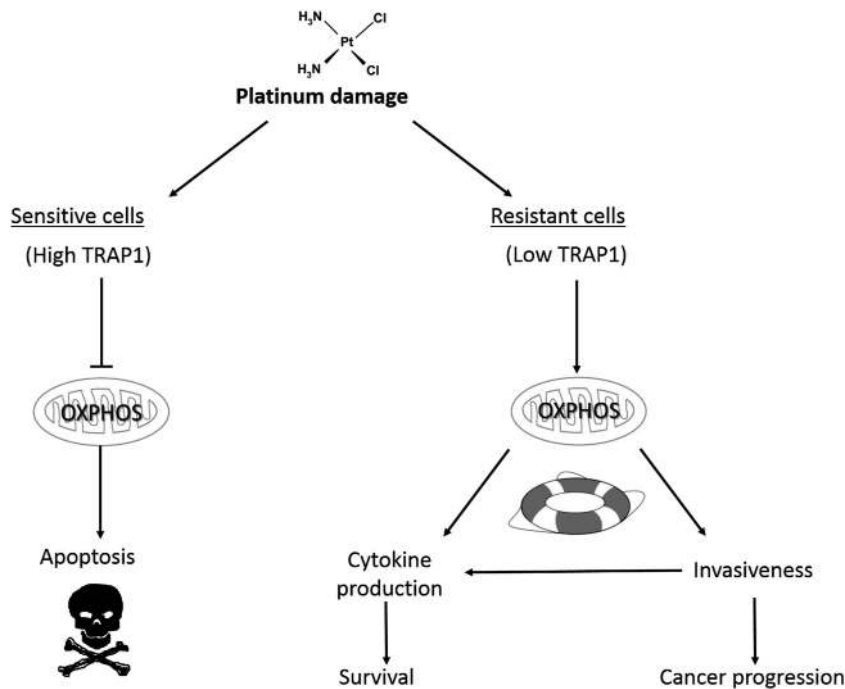 H3N Cl
Pt
H3N Cl
Platinum damage
Sensitive cells
(High TRAP1)
Resistant cells
(Low TRAP1)
OXPHOS
OXPHOS
Apoptosis
Cytokine
production
Invasiveness
Survival
Cancer progression